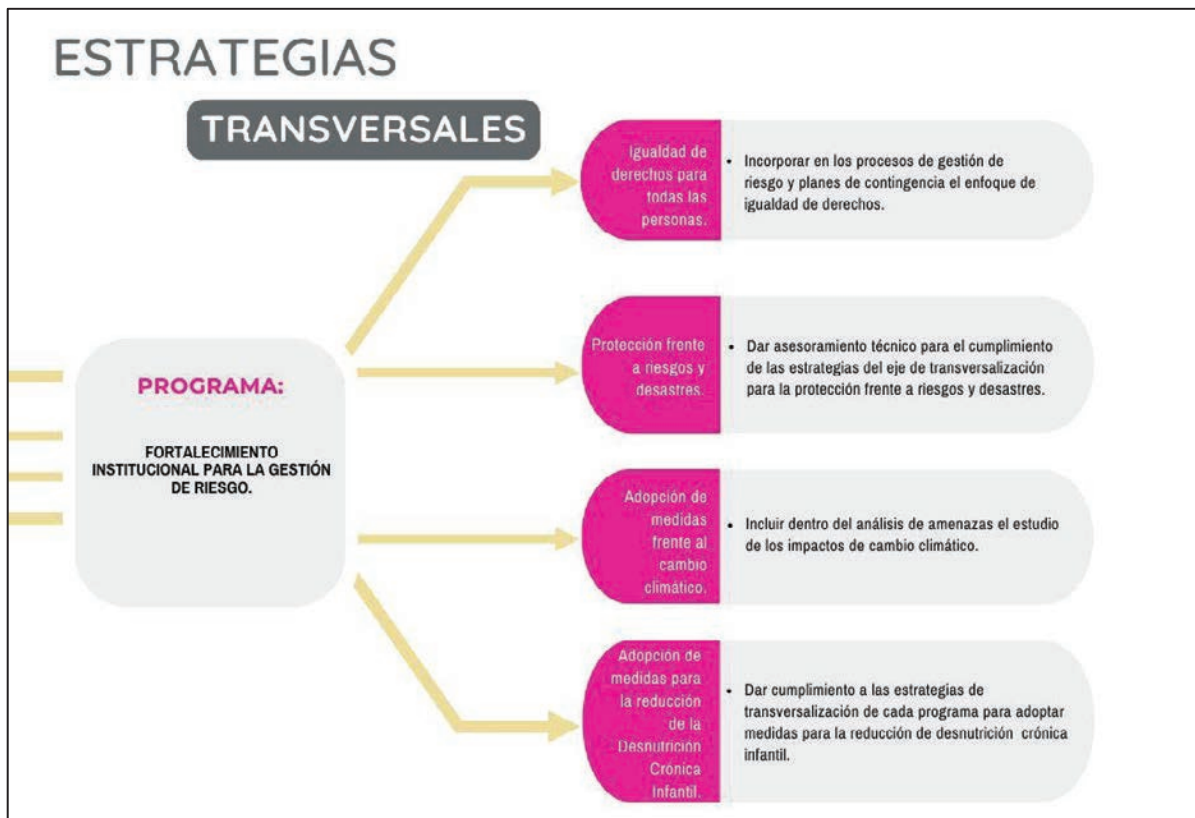 ESTRATEGIAS
TRANSVERSALES
PROGRAMA:
FORTALECIMIENTO
INSTITUCIONAL PARA LA GESTIÓN
DE RIESGO.
Igualdad de
derechos para
todas las
personas.
• Incorporar en los procesos de gestión de
riesgo y planes de contingencia el enfoque de
igualdad de derechos.
Protección frente
a riesgos y
desastres.
• Dar asesoramiento técnico para el cumplimiento
de las estrategias del eje de transversalización
para la protección frente a riesgos y desastres.
Adopción de
medidas
frente al
cambio
climático.
• Incluir dentro del análisis de amenazas el estudio
de los impactos de cambio climático.
Adopción de
medidas para
la reducción
de la
Desnutrición
Crónica
Infantil.
• Dar cumplimiento a las estrategias de
transversalización de cada programa para adoptar
medidas para la reducción de desnutrición crónica
infantil.